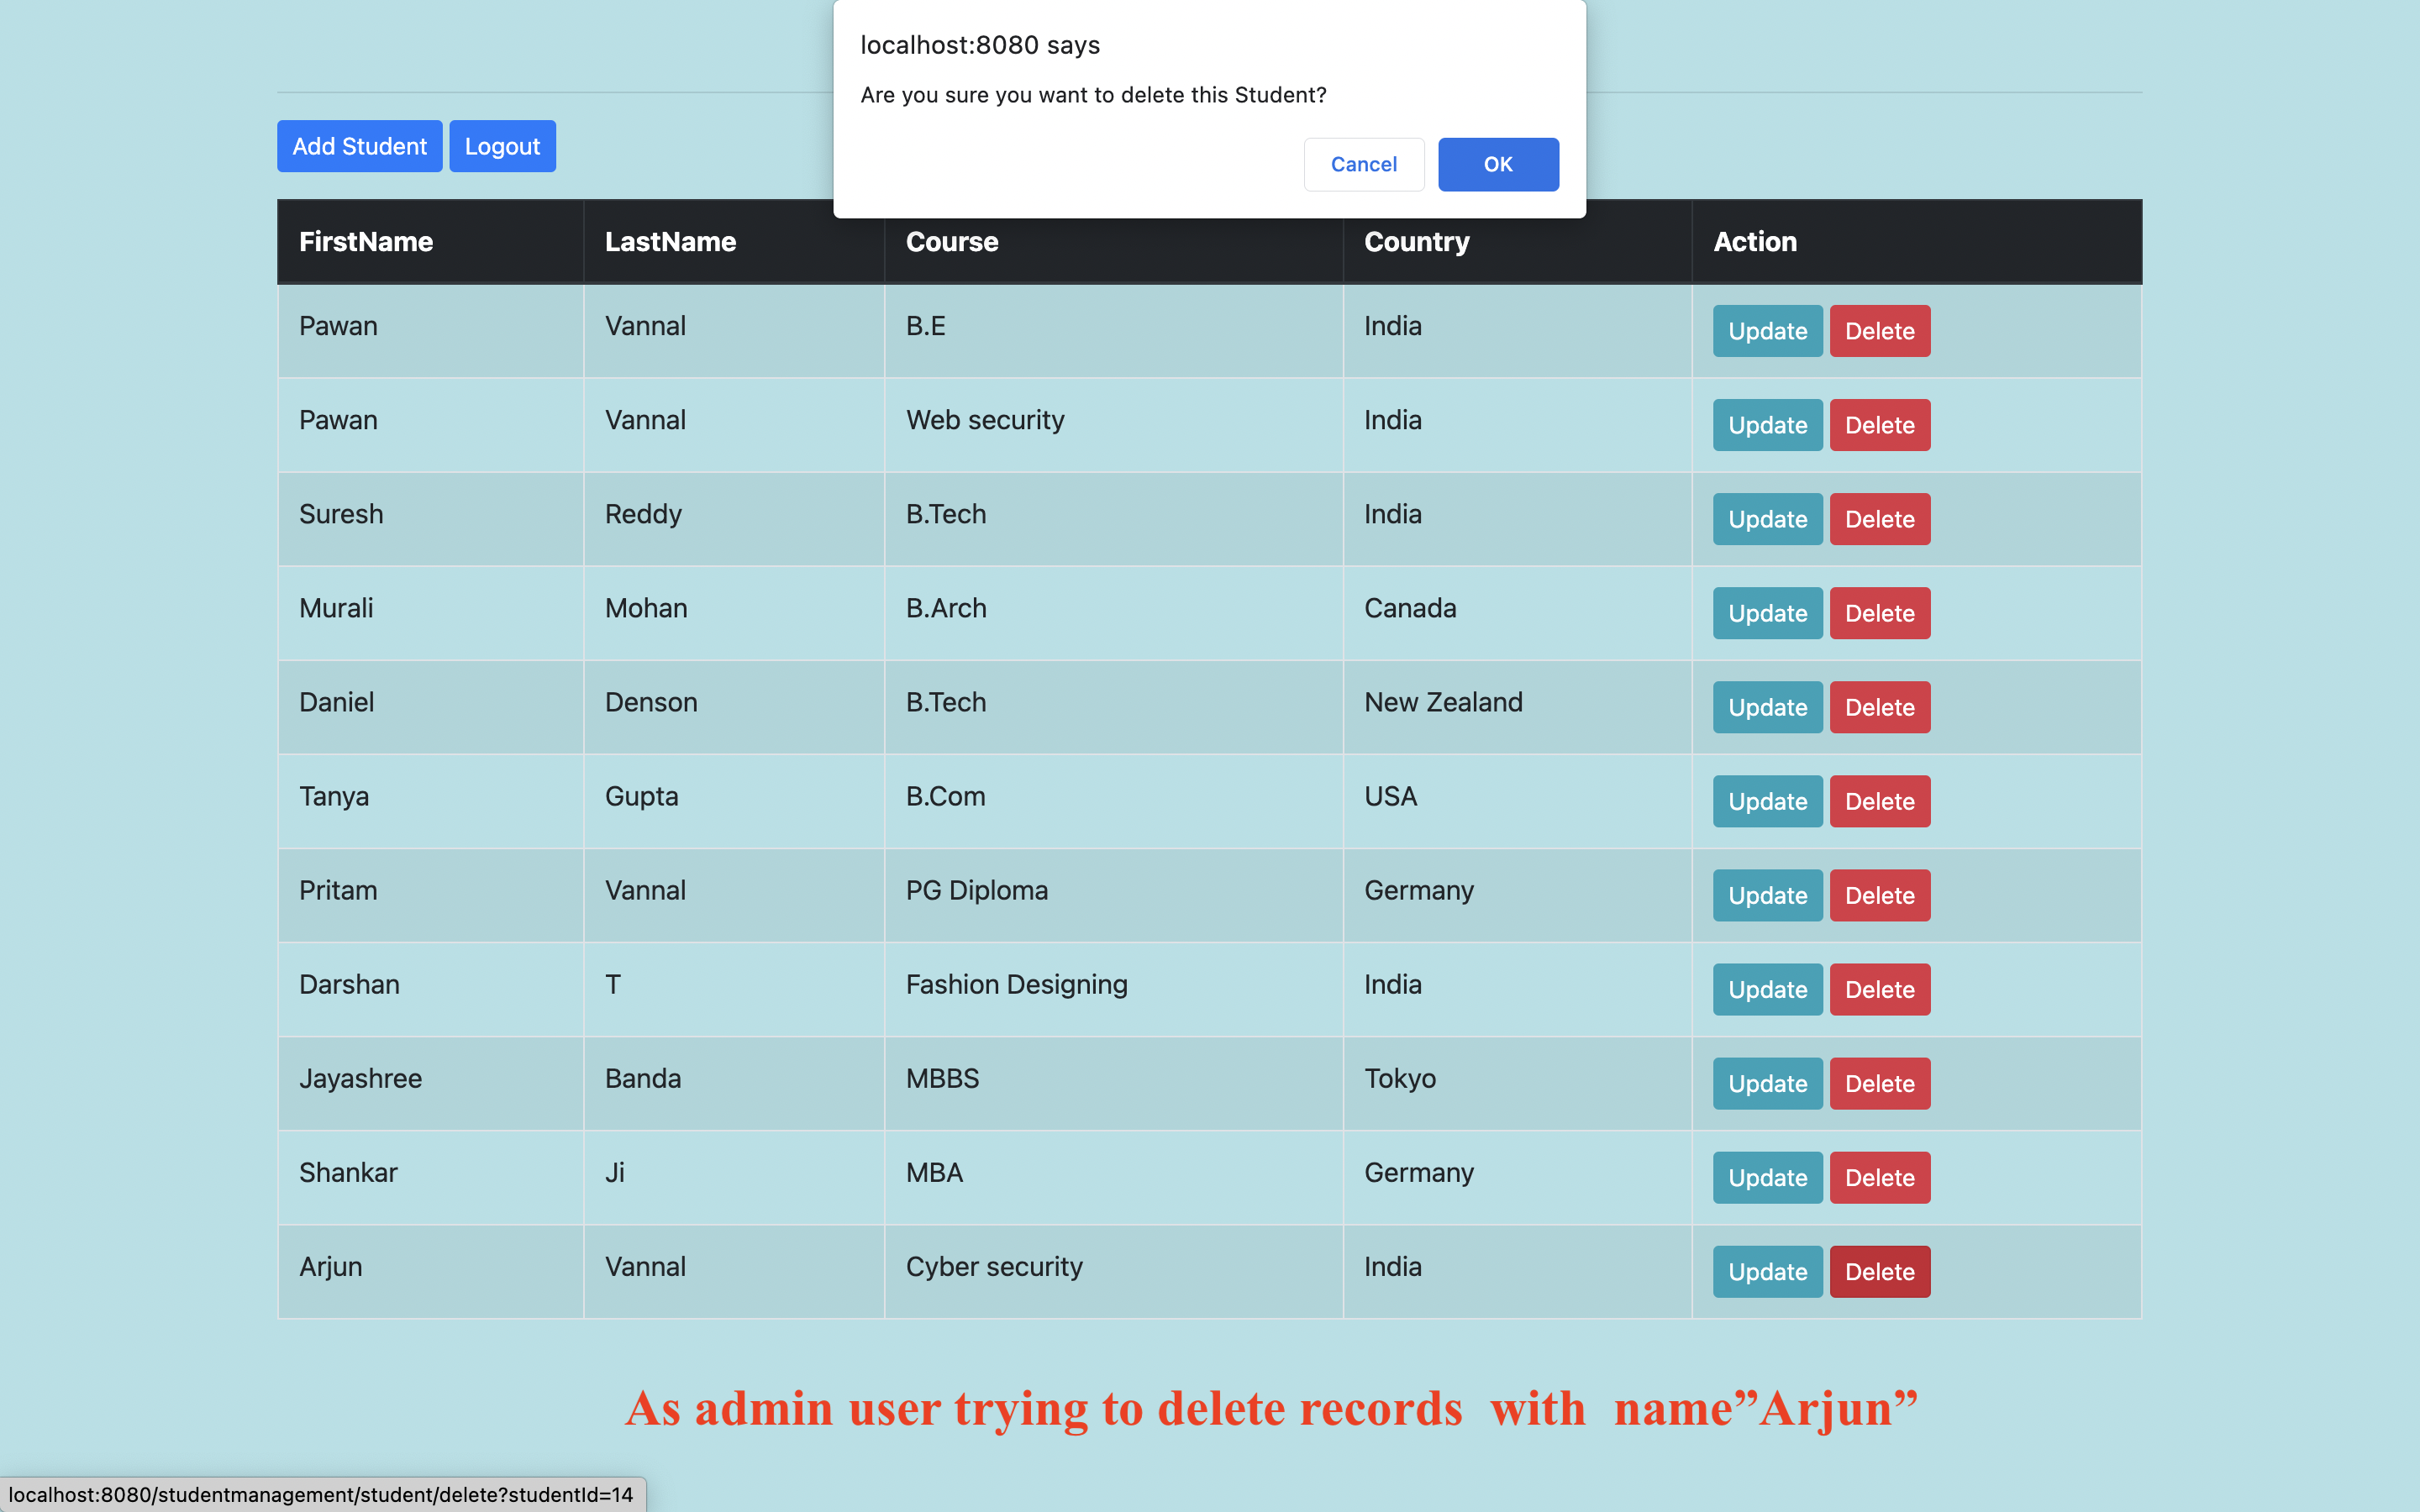 localhost:8080 says
Are you sure you want to delete this Student?
Cancel OK
Add Student Logout
FirstName LastName Course Country Action
Pawan Vannal B.E India Update Delete
Pawan Vannal Web security India Update Delete
Suresh Reddy B.Tech India Update Delete
Murali Mohan B.Arch Canada Update Delete
Daniel Denson B.Tech New Zealand Update Delete
Tanya Gupta B.Com USA Update Delete
Pritam Vannal PG Diploma Germany Update Delete
Darshan T Fashion Designing India Update Delete
Jayashree Banda MBBS Tokyo Update Delete
Shankar Ji MBA Germany Update Delete
Arjun Vannal Cyber security India Update Delete
As admin user trying to delete records  with  name”Arjun”
localhost:8080/studentmanagement/student/delete?studentId=14